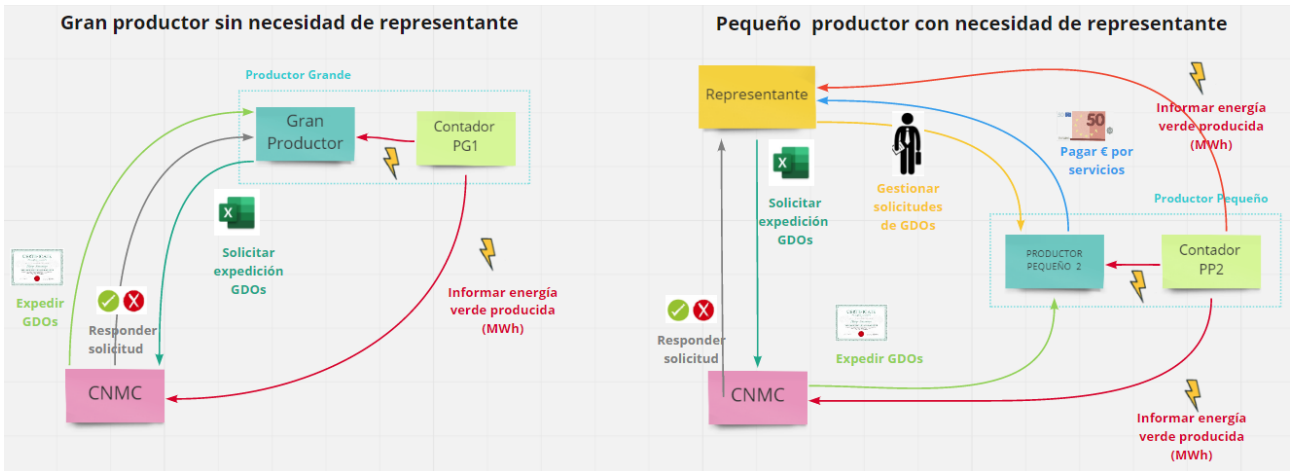 Gran productor sin necesidad de representante
Productor Grande
Gran
Productor
Contador
PG1
Solicitar
expedición
GDOs
Expedir
GDOs
Responder
solicitud
Informar energía
verde producida
(MWh)
CNMC
Pequeño productor con necesidad de representante
Representante
50
Informar energía
verde producida
(MWh)
Pagar € por
servicios
Solicitar
expedición
GDOs
Gestionar
solicitudes
de GDOs
Productor Pequeño
PRODUCTOR
PEQUEÑO 2
Contador
PP2
Responder
solicitud
Expedir GDOs
CNMC
Informar energía
verde producida
(MWh)